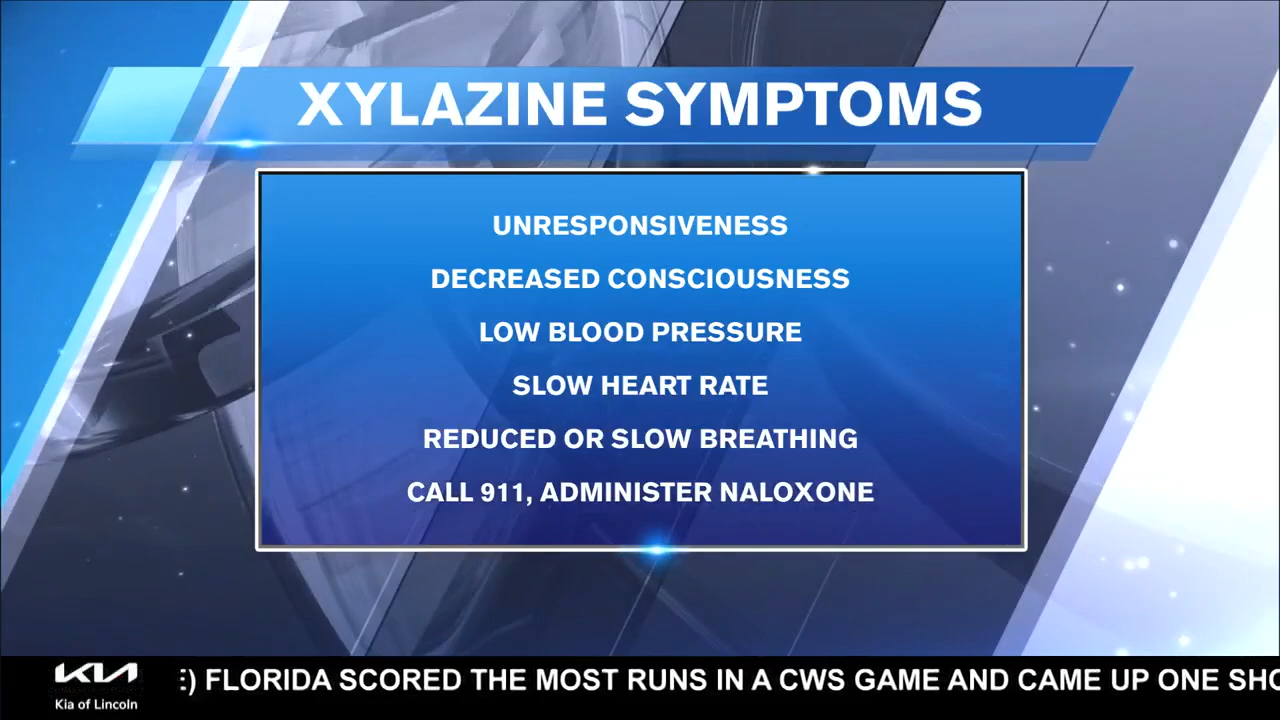 XYLAZINE SYMPTOMS
UNRESPONSIVENESS
DECREASED CONSCIOUSNESS
LOW BLOOD PRESSURE
SLOW HEART RATE
REDUCED OR SLOW BREATHING
CALL 911, ADMINISTER NALOXONE
KIA
Kia of Lincoln
) FLORIDA SCORED THE MOST RUNS IN A CWS GAME AND CAME UP ONE